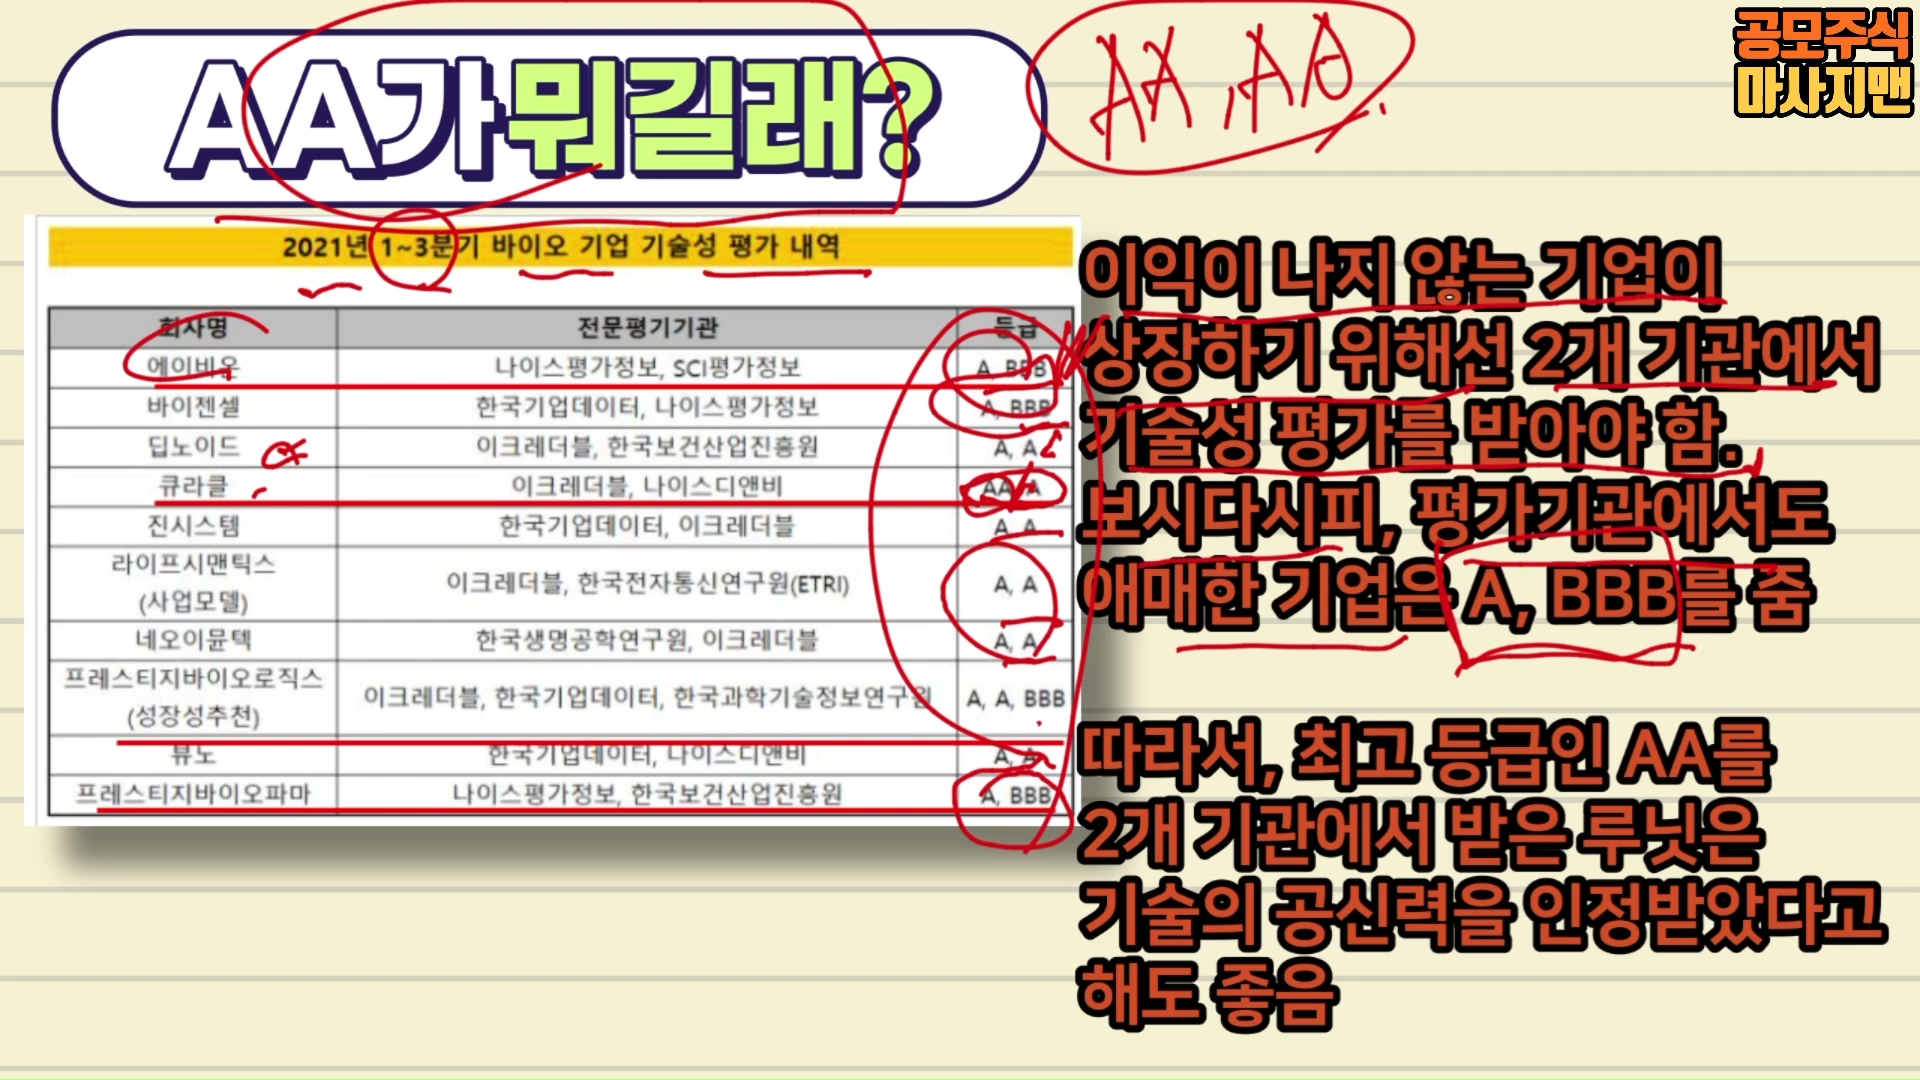 AA가 뭐길래?
AA, AA
공모주식
마사지맨
2021년 1~3분기 바이오 기업 기술성 평가 내역
회사명 전문평기기관 등급
에이비온 나이스평가정보, SCI평가정보 A, BBB
바이젠셀 한국기업데이터, 나이스평가정보 A, BBB
딥노이드 이크레더블, 한국보건산업진흥원 A, A
큐라클 이크레더블, 나이스디앤비 AA, A
진시스템 한국기업데이터, 이크레더블 A, A
라이프시맨틱스
(사업모델) 이크레더블, 한국전자통신연구원(ETRI) A, A
네오이뮨텍 한국생명공학연구원, 이크레더블 A, A
프레스티지바이오로직스
(성장성추천) 이크레더블, 한국기업데이터, 한국과학기술정보연구원 A, A, BBB
뷰노 한국기업데이터, 나이스디앤비 A, A
프레스티지바이오파마 나이스평가정보, 한국보건산업진흥원 A, BBB
이익이 나지 않는 기업이
상장하기 위해선 2개 기관에서
기술성 평가를 받아야 함.
보시다시피, 평가기관에서도
애매한 기업은 A, BBB를 줌
따라서, 최고 등급인 AA를
2개 기관에서 받은 루닛은
기술의 공신력을 인정받았다고
해도 좋음